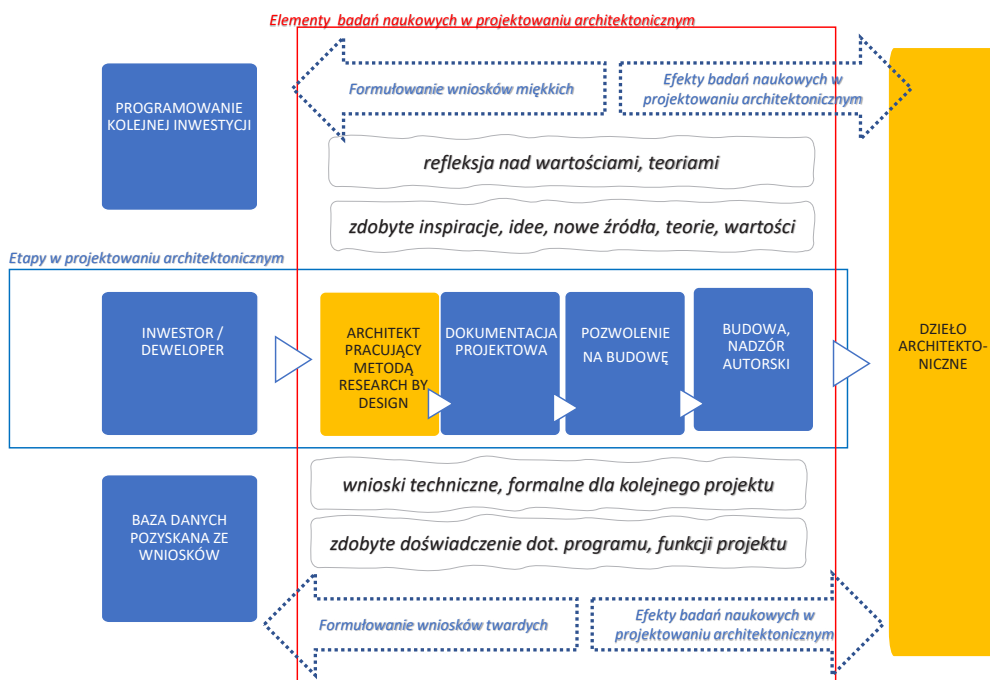 Elementy badań naukowych w projektowaniu architektonicznym
PROGRAMOWANIE
KOLEJNEJ INWESTYCJI
Formułowanie wniosków miękkich
Efekty badań naukowych w
projektowaniu architektonicznym
refleksja nad wartościami, teoriami
zdobyte inspiracje, idee, nowe źródła, teorie, wartości
Etapy w projektowaniu architektonicznym
INWESTOR /
DEWELOPER
ARCHITEKT
PRACUJĄCY
METODĄ
RESEARCH BY
DESIGN
DOKUMENTACJA
PROJEKTOWA
POZWOLENIE
NA BUDOWĘ
BUDOWA,
NADZÓR
AUTORSKI
DZIEŁO
ARCHITEKTO-
NICZNE
wnioski techniczne, formalne dla kolejnego projektu
BAZA DANYCH
POZYSKANA ZE
WNIOSKÓW
zdobyte doświadczenie dot. programu, funkcji projektu
Formułowanie wniosków twardych
Efekty badań naukowych w
projektowaniu architektonicznym